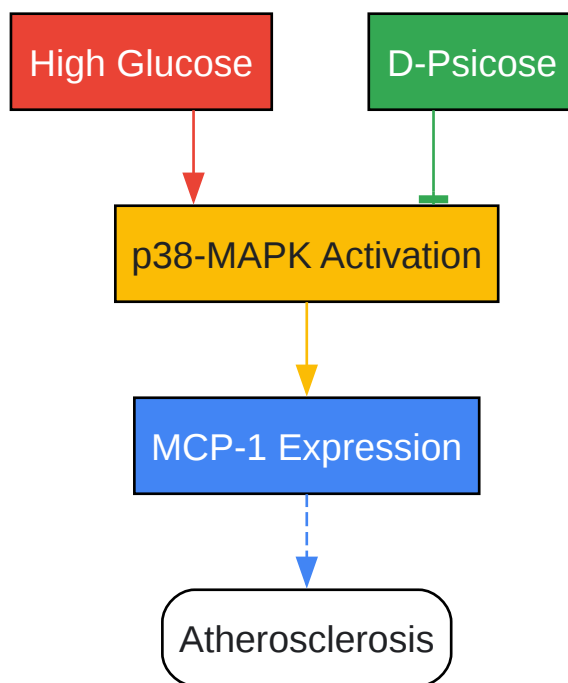 High Glucose
D-Psicose
p38-MAPK Activation
MCP-1 Expression
Atherosclerosis